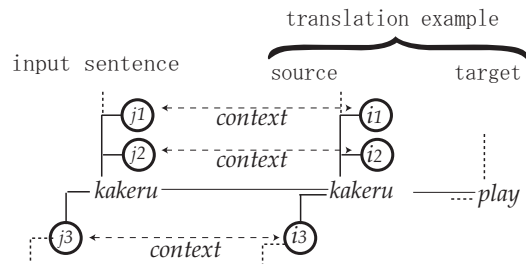 translation example
input sentence source target
j1 context i1
j2 context i2
kakeru kakeru play
j3 context i3